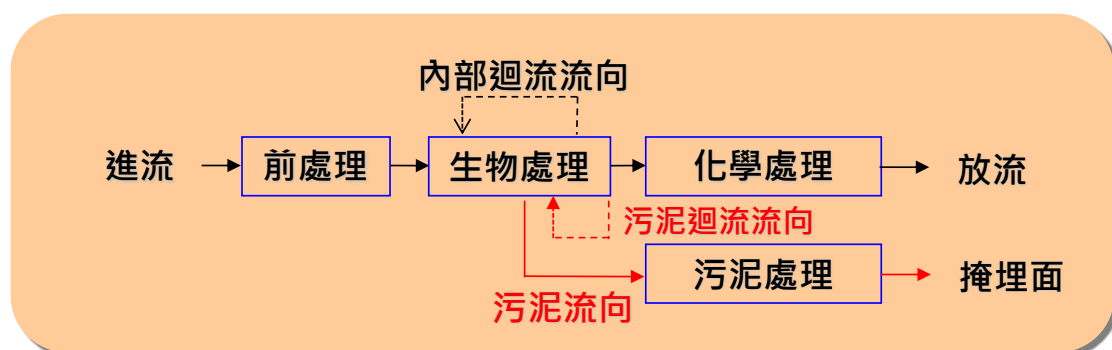 內部迴流流向
進流
前處理
生物處理
化學處理
放流
污泥迴流流向
污泥處理
掩埋面
污泥流向